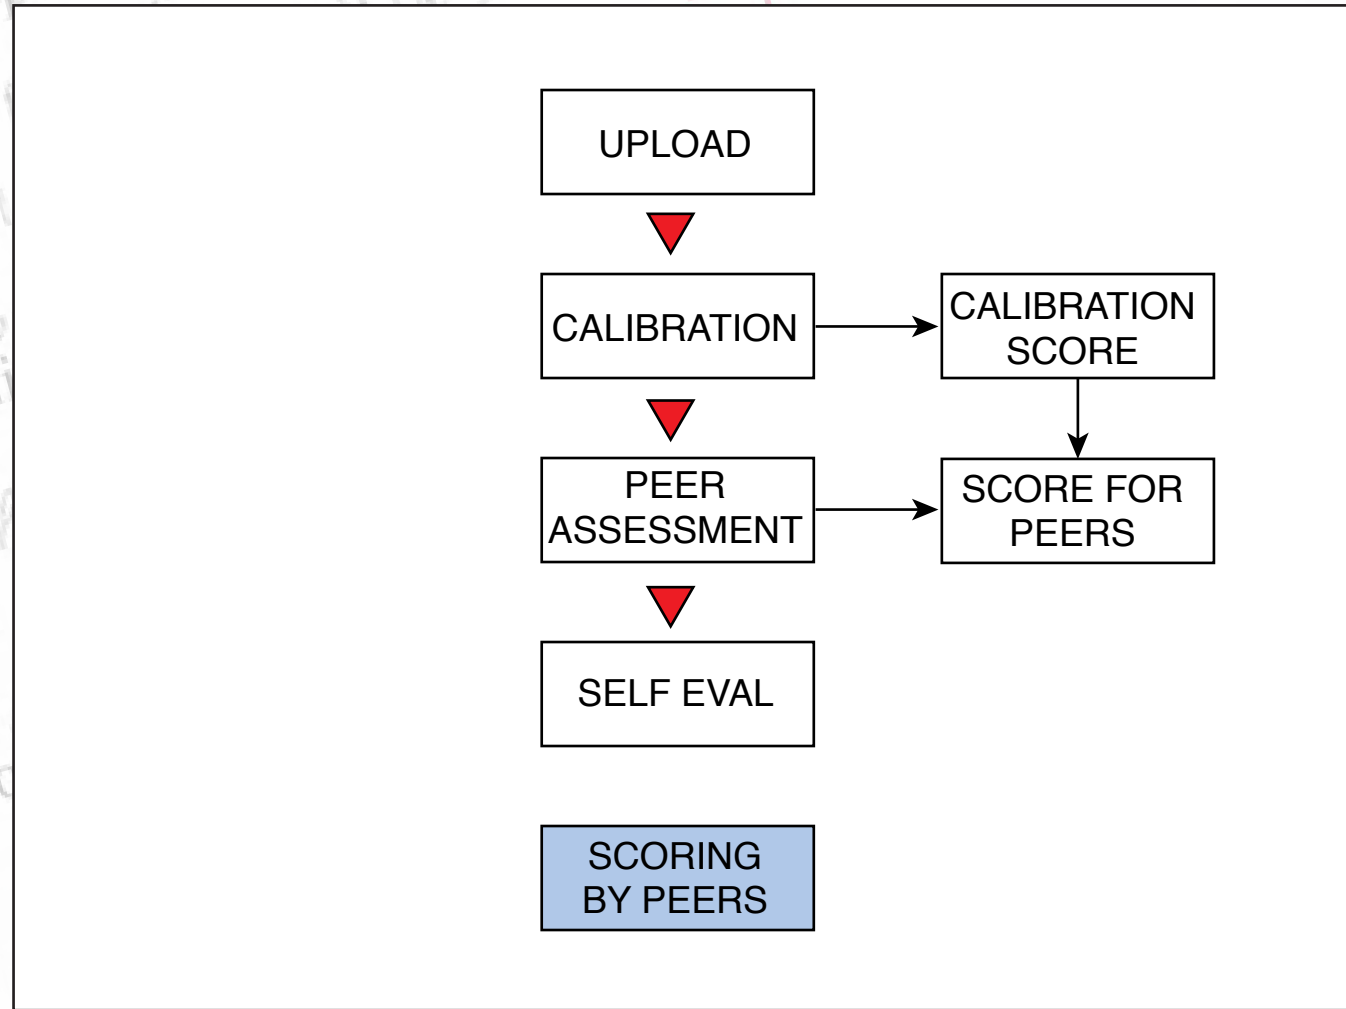 UPLOAD
CALIBRATION
CALIBRATION
SCORE
PEER
ASSESSMENT
SCORE FOR
PEERS
SELF EVAL
SCORING
BY PEERS